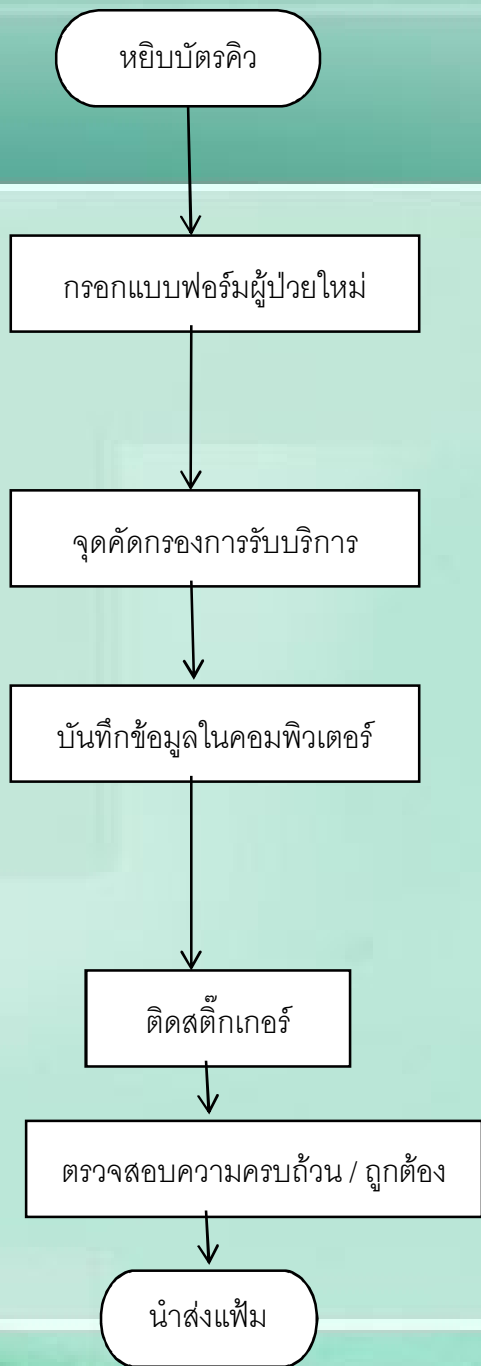 หยิบบัตรคิว
กรอกแบบฟอร์มผู้ป่วยใหม่
จุดคัดกรองการรับบริการ
บันทึกข้อมูลในคอมพิวเตอร์
ติดสติ๊กเกอร์
ตรวจสอบความครบถ้วน / ถูกต้อง
นำส่งแฟ้ม